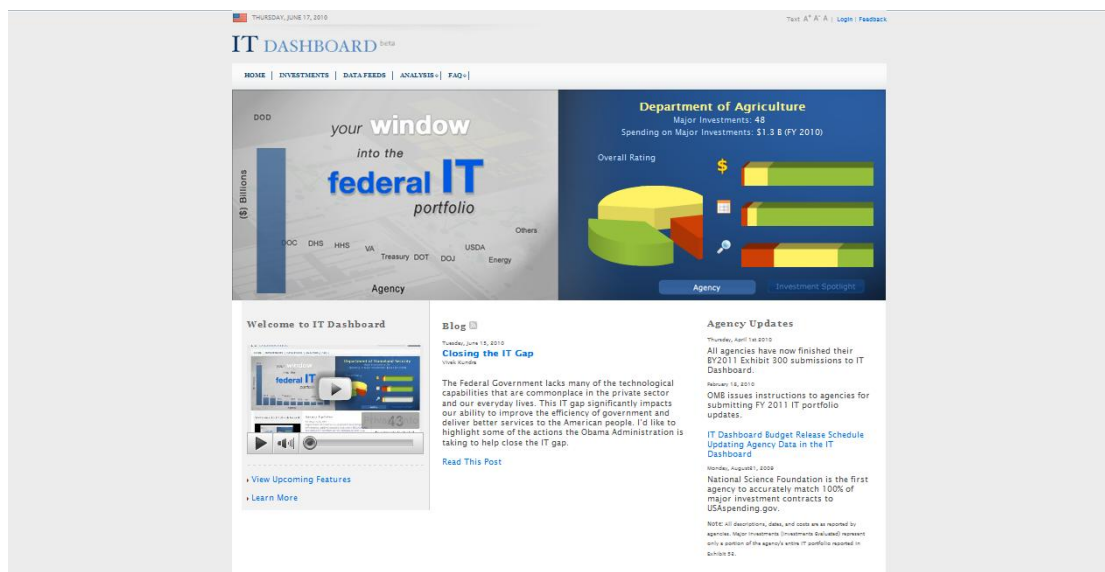 THURSDAY, JUNE 17, 2010
Text A+ A- A | Login | Feedback
IT DASHBOARD beta
HOME | INVESTMENTS | DATA FEEDS | ANALYSIS | FAQ |
DOD
your window
into the
federal IT
portfolio
($) Billions
DOC DHS HHS VA Treasury DOT DOJ USDA Energy Others
Agency
Department of Agriculture
Major Investments: 48
Spending on Major Investments: $1.3 B (FY 2010)
Overall Rating
$
Agency
Investment Spotlight
Welcome to IT Dashboard
federal IT
43
View Upcoming Features
Learn More
Blog
Tuesday, June 15, 2010
Closing the IT Gap
Vivek Kundra
The Federal Government lacks many of the technological
capabilities that are commonplace in the private sector
and our everyday lives. This IT gap significantly impacts
our ability to improve the efficiency of government and
deliver better services to the American people. I'd like to
highlight some of the actions the Obama Administration is
taking to help close the IT gap.
Read This Post
Agency Updates
Thursday, April 1st 2010
All agencies have now finished their
BY2011 Exhibit 300 submissions to IT
Dashboard.
February 18, 2010
OMB issues instructions to agencies for
submitting FY 2011 IT portfolio
updates.
IT Dashboard Budget Release Schedule
Updating Agency Data in the IT
Dashboard
National Science Foundation is the first
agency to accurately match 100% of
major investment contracts to
USAspending.gov.
Note: All descriptions, dates, and costs are as reported by
agencies. Major Investments (Investments Evaluated) represent
only a portion of the agency's entire IT portfolio reported in
Exhibit 53.